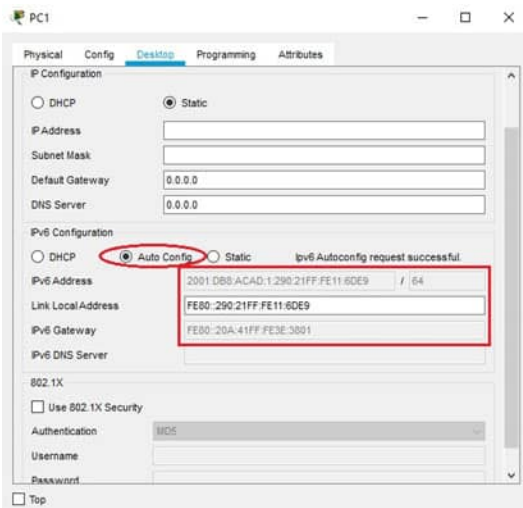 PC1
Physical Config Desktop Programming Attributes
IP Configuration
DHCP Static
IP Address
Subnet Mask
Default Gateway 0.0.0.0
DNS Server 0.0.0.0
IPv6 Configuration
DHCP Auto Config Static Ipv6 Autoconfig request successful.
IPv6 Address 2001:DB8:ACAD:1:290:21FF:FE11:6DE9 / 64
Link Local Address FE80::290:21FF:FE11:6DE9
IPv6 Gateway FE80::20A:41FF:FE3E:3801
IPv6 DNS Server
802.1X
Use 802.1X Security
Authentication MD5
Username
Password
Top